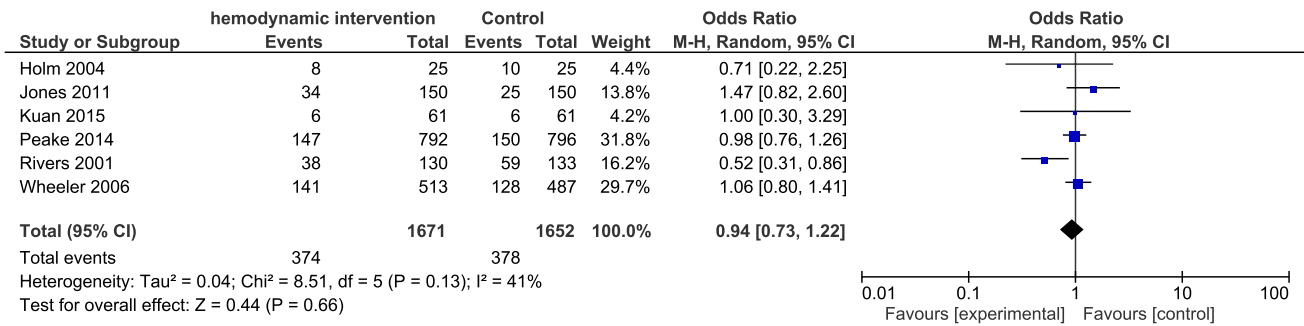 hemodynamic intervention Control Odds Ratio Odds Ratio
Study or Subgroup Events Total Events Total Weight M-H, Random, 95% CI M-H, Random, 95% CI
Holm 2004 8 25 10 25 4.4% 0.71 [0.22, 2.25]
Jones 2011 34 150 25 150 13.8% 1.47 [0.82, 2.60]
Kuan 2015 6 61 6 61 4.2% 1.00 [0.30, 3.29]
Peake 2014 147 792 150 796 31.8% 0.98 [0.76, 1.26]
Rivers 2001 38 130 59 133 16.2% 0.52 [0.31, 0.86]
Wheeler 2006 141 513 128 487 29.7% 1.06 [0.80, 1.41]
Total (95% CI) 1671 1652 100.0% 0.94 [0.73, 1.22]
Total events 374 378
Heterogeneity: Tau² = 0.04; Chi² = 8.51, df = 5 (P = 0.13); I² = 41%
Test for overall effect: Z = 0.44 (P = 0.66)
0.01 0.1 1 10 100
Favours [experimental] Favours [control]